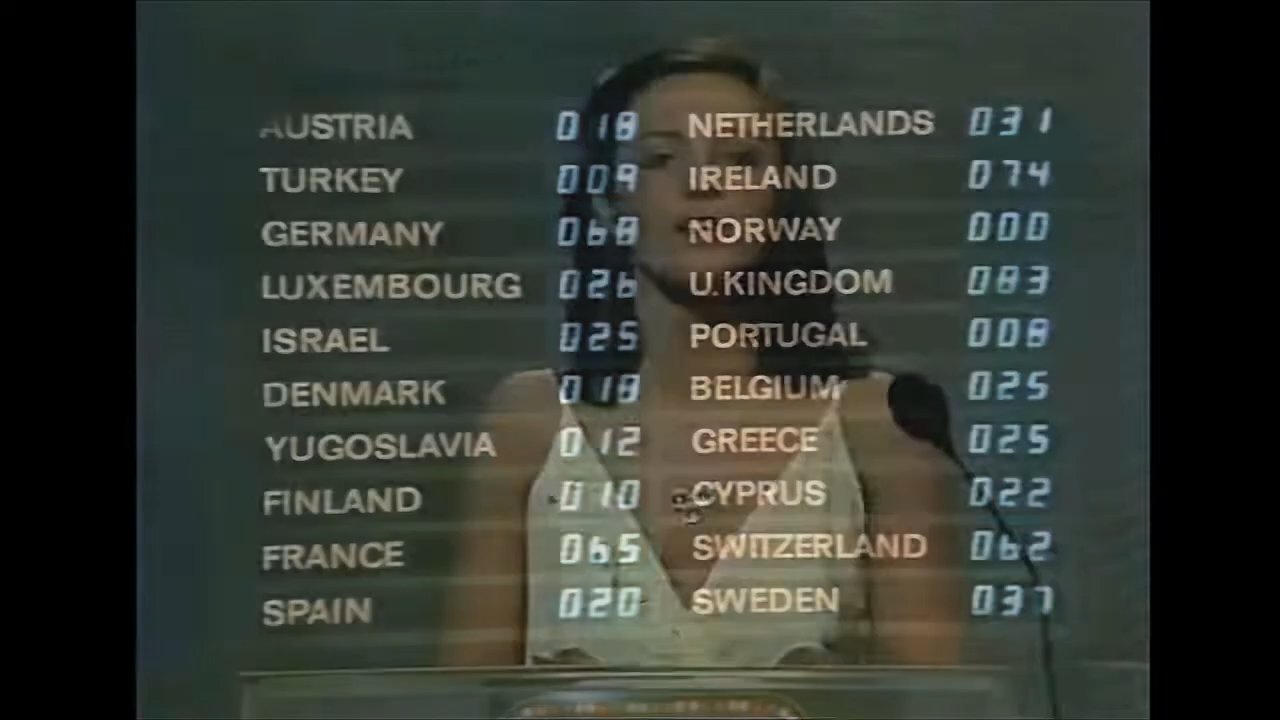 AUSTRIA 018 NETHERLANDS 031
TURKEY 009 IRELAND 074
GERMANY 068 NORWAY 000
LUXEMBOURG 026 U.KINGDOM 083
ISRAEL 025 PORTUGAL 008
DENMARK 018 BELGIUM 025
YUGOSLAVIA 012 GREECE 025
FINLAND 010 CYPRUS 022
FRANCE 065 SWITZERLAND 062
SPAIN 020 SWEDEN 037